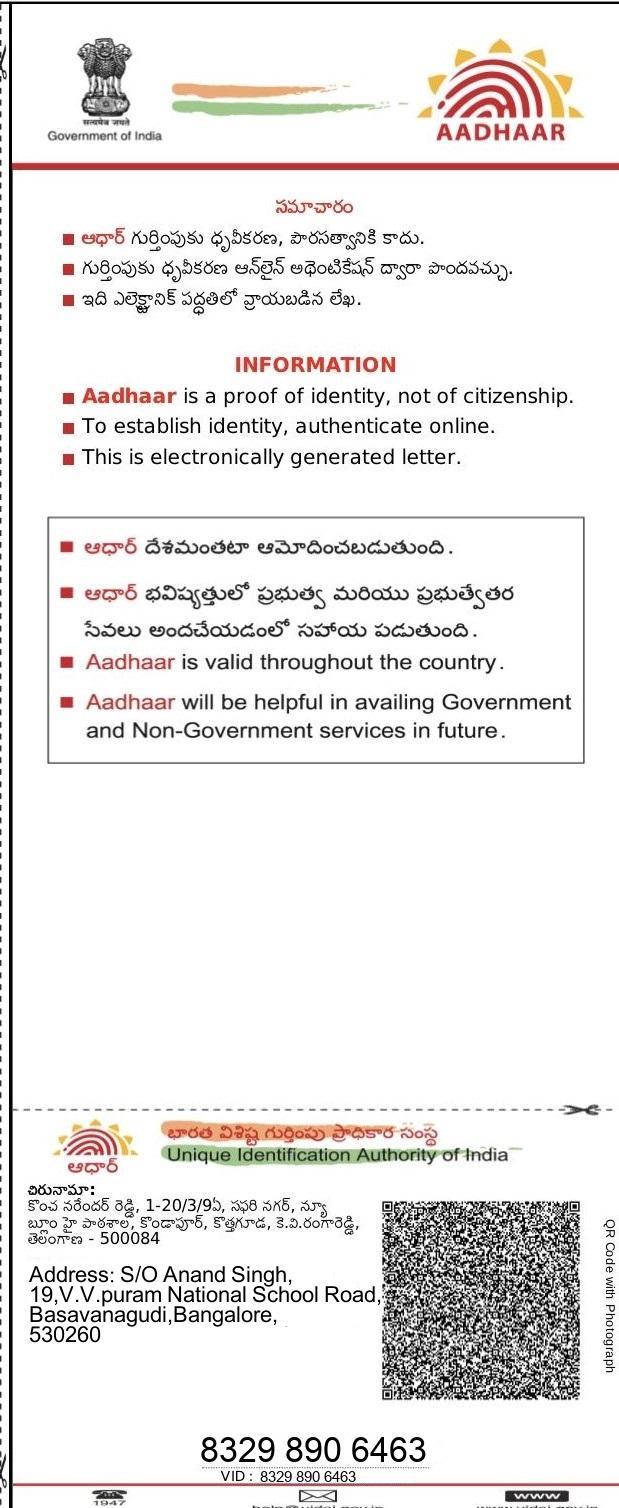 सत्यमेव जयते
Government of India
AADHAAR
సమాచారం
ఆధార్ గుర్తింపుకు ధృవీకరణ, పౌరసత్వానికి కాదు.
గుర్తింపుకు ధృవీకరణ ఆన్‌లైన్ అథెంటికేషన్ ద్వారా పొందవచ్చు.
ఇది ఎలెక్ట్రానిక్ పద్ధతిలో వ్రాయబడిన లేఖ.
INFORMATION
Aadhaar is a proof of identity, not of citizenship.
To establish identity, authenticate online.
This is electronically generated letter.
ఆధార్ దేశమంతటా ఆమోదించబడుతుంది.
ఆధార్ భవిష్యత్తులో ప్రభుత్వ మరియు ప్రభుత్వేతర
సేవలు అందచేయడంలో సహాయ పడుతుంది.
Aadhaar is valid throughout the country.
Aadhaar will be helpful in availing Government
and Non-Government services in future.
ఆధార్
భారత విశిష్ట గుర్తింపు ప్రాధికార సంస్థ
Unique Identification Authority of India
చిరునామా:
కొంచ నరేందర్ రెడ్డి, 1-20/3/9ఏ, సఫరి నగర్, న్యూ
బ్లూం హై పాఠశాల, కొండాపూర్, కొత్తగూడ, కె.వి.రంగారెడ్డి,
తెలంగాణ - 500084
Address: S/O Anand Singh,
19,V.V.puram National School Road,
Basavanagudi,Bangalore,
530260
QR Code with Photograph
8329 890 6463
VID : 8329 890 6463
1947
www